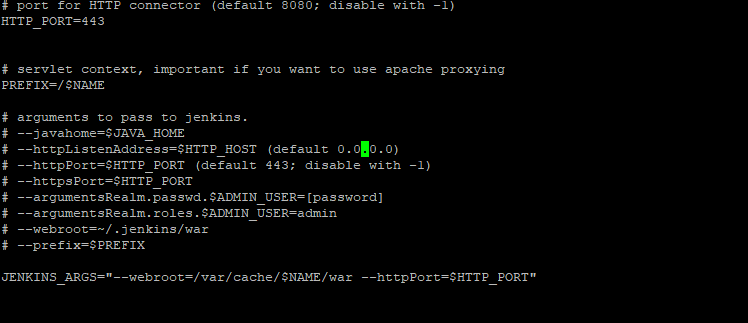 # port for HTTP connector (default 8080; disable with -1)
HTTP_PORT=443
# servlet context, important if you want to use apache proxying
PREFIX=/$NAME
# arguments to pass to jenkins.
# --javahome=$JAVA_HOME
# --httpListenAddress=$HTTP_HOST (default 0.0.0.0)
# --httpPort=$HTTP_PORT (default 443; disable with -1)
# --httpsPort=$HTTP_PORT
# --argumentsRealm.passwd.$ADMIN_USER=[password]
# --argumentsRealm.roles.$ADMIN_USER=admin
# --webroot=~/.jenkins/war
# --prefix=$PREFIX
JENKINS_ARGS="--webroot=/var/cache/$NAME/war --httpPort=$HTTP_PORT"